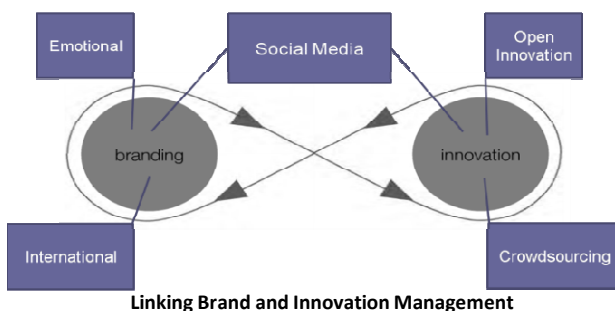 Emotional
Social Media
Open
Innovation
branding
innovation
International
Crowdsourcing
Linking Brand and Innovation Management